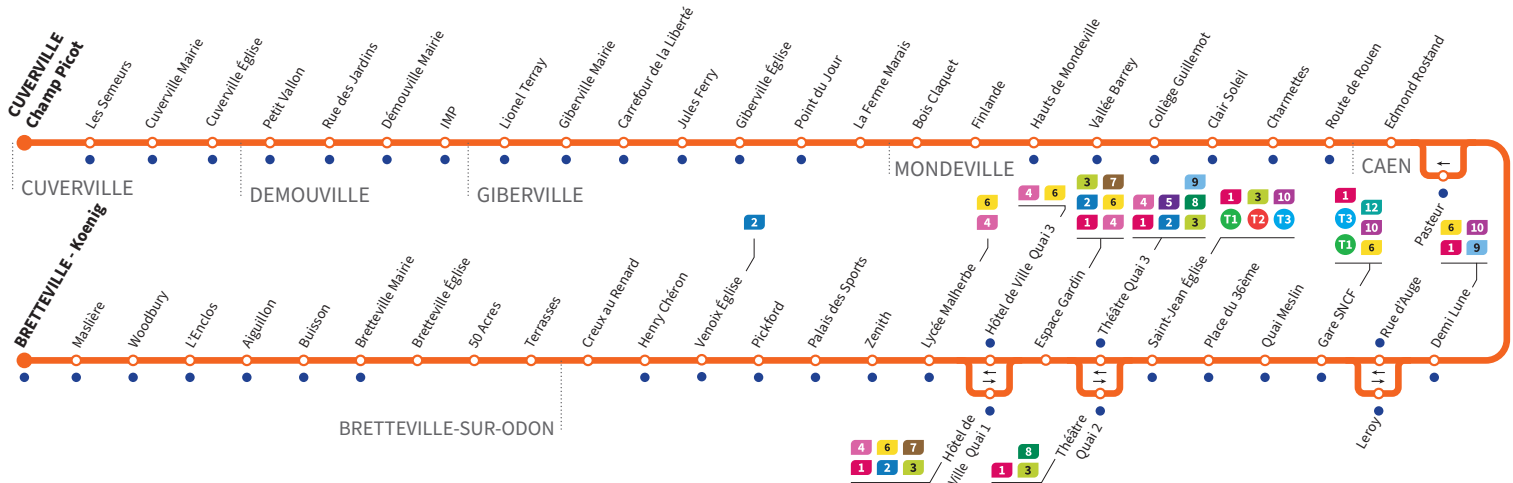 CUVERVILLE
Champ Picot
Les Semeurs
Cuverville Mairie
Cuverville Église
Petit Vallon
Rue des Jardins
Démouville Mairie
IMP
Lionel Terray
Giberville Mairie
Carrefour de la Liberté
Jules Ferry
Giberville Église
Point du Jour
La Ferme Marais
Bois Claquet
Finlande
Hauts de Mondeville
Vallée Barrey
Collège Guillemot
Clair Soleil
Charmettes
Route de Rouen
Edmond Rostand
Pasteur
CUVERVILLE
DEMOUVILLE
GIBERVILLE
MONDEVILLE
CAEN
BRETTEVILLE - Koenig
Maslière
Woodbury
L'Enclos
Aiguillon
Buisson
Bretteville Mairie
Bretteville Église
50 Acres
Terrasses
Creux au Renard
Henry Chéron
Venoix Église
2
Pickford
Palais des Sports
Zenith
Lycée Malherbe
6
4
Hôtel de Ville Quai 3
4 6
Espace Gardin
3 7
2 6
1 4
Théâtre Quai 3
9
4 5 8
1 2 3
Saint-Jean Église
1 3 10
T1 T2 T3
Place du 36ème
Quai Meslin
Gare SNCF
1
T3 12
10
T1 6
Rue d'Auge
Demi Lune
6 10
1 9
BRETTEVILLE-SUR-ODON
4 6 7
1 2 3
Hôtel de
Ville Quai 1
8
1 3
Théâtre
Quai 2
Leroy